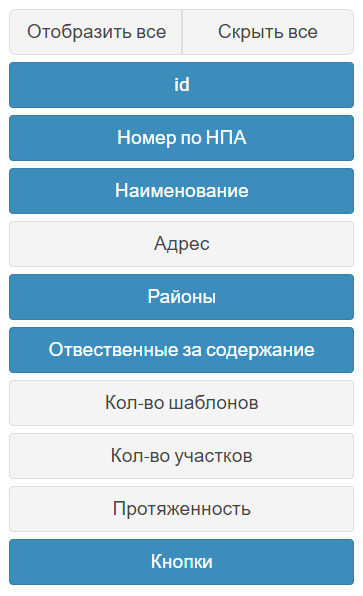 Отобразить все Скрыть все
id
Номер по НПА
Наименование
Адрес
Районы
Отвественные за содержание
Кол-во шаблонов
Кол-во участков
Протяженность
Кнопки